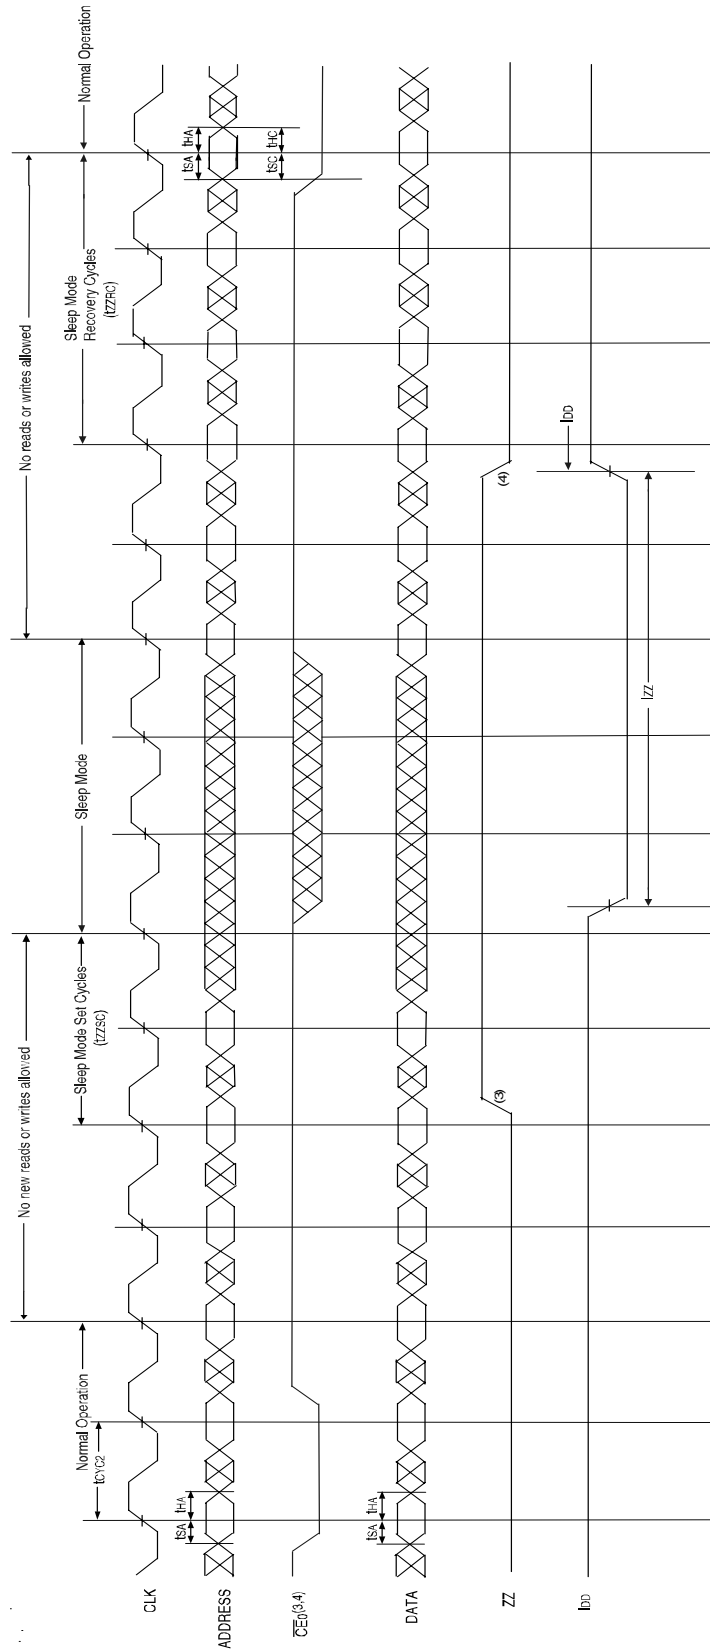 Normal Operation
No new reads or writes allowed
No reads or writes allowed
Normal Operation
tCYC2
Sleep Mode Set Cycles
(tZZSC)
Sleep Mode
Sleep Mode
Recovery Cycles
(tZZRC)
CLK
tSA
tHA
tSA
tHA
ADDRESS
tSC
tHC
CE0(3,4)
tSA
tHA
DATA
ZZ
(3)
(4)
IDD
IDD
IZZ